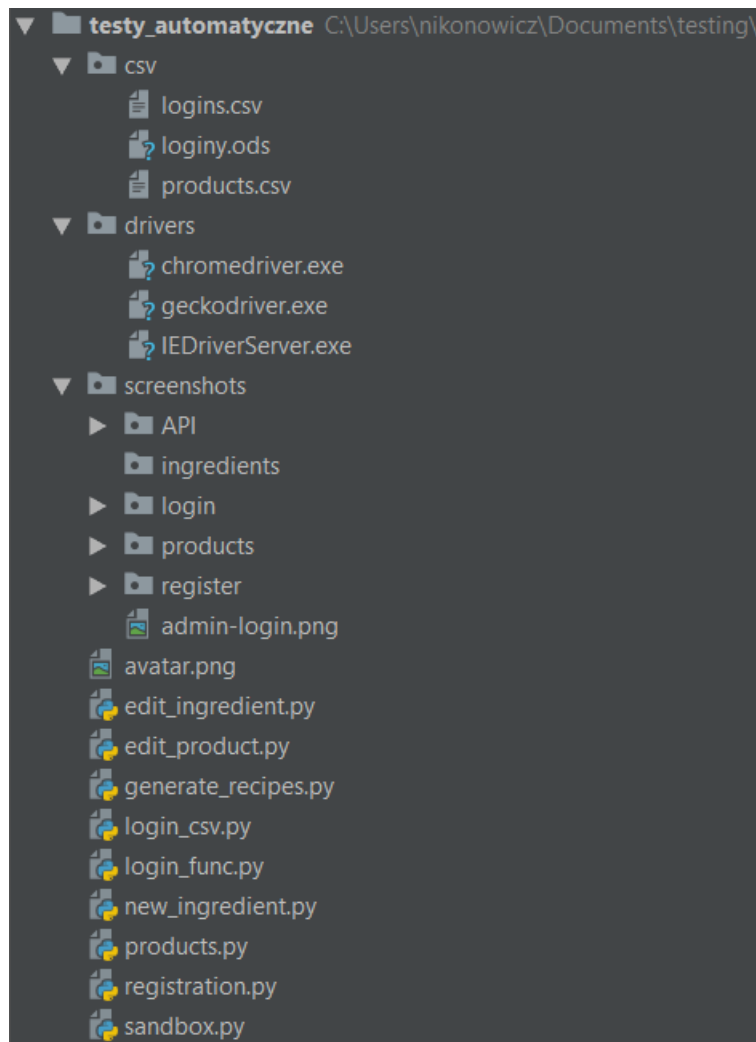 testy_automatyczne C:\Users\nikonowicz\Documents\testing\
csv
logins.csv
loginy.ods
products.csv
drivers
chromedriver.exe
geckodriver.exe
IEDriverServer.exe
screenshots
API
ingredients
login
products
register
admin-login.png
avatar.png
edit_ingredient.py
edit_product.py
generate_recipes.py
login_csv.py
login_func.py
new_ingredient.py
products.py
registration.py
sandbox.py